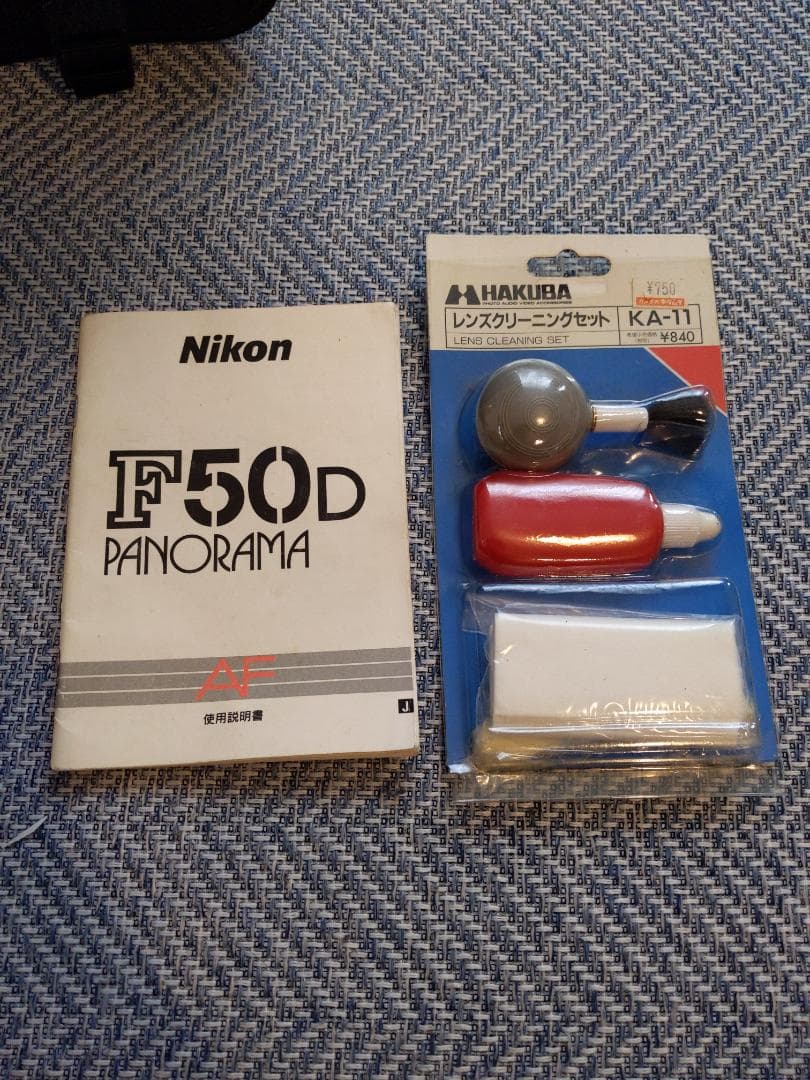 Nikon
F50D
PANORAMA
AF
使用説明書
J
HAKUBA
PHOTO AUDIO VIDEO ACCESSORIES
¥750
レンズクリーニングセット
KA-11
LENS CLEANING SET
¥840